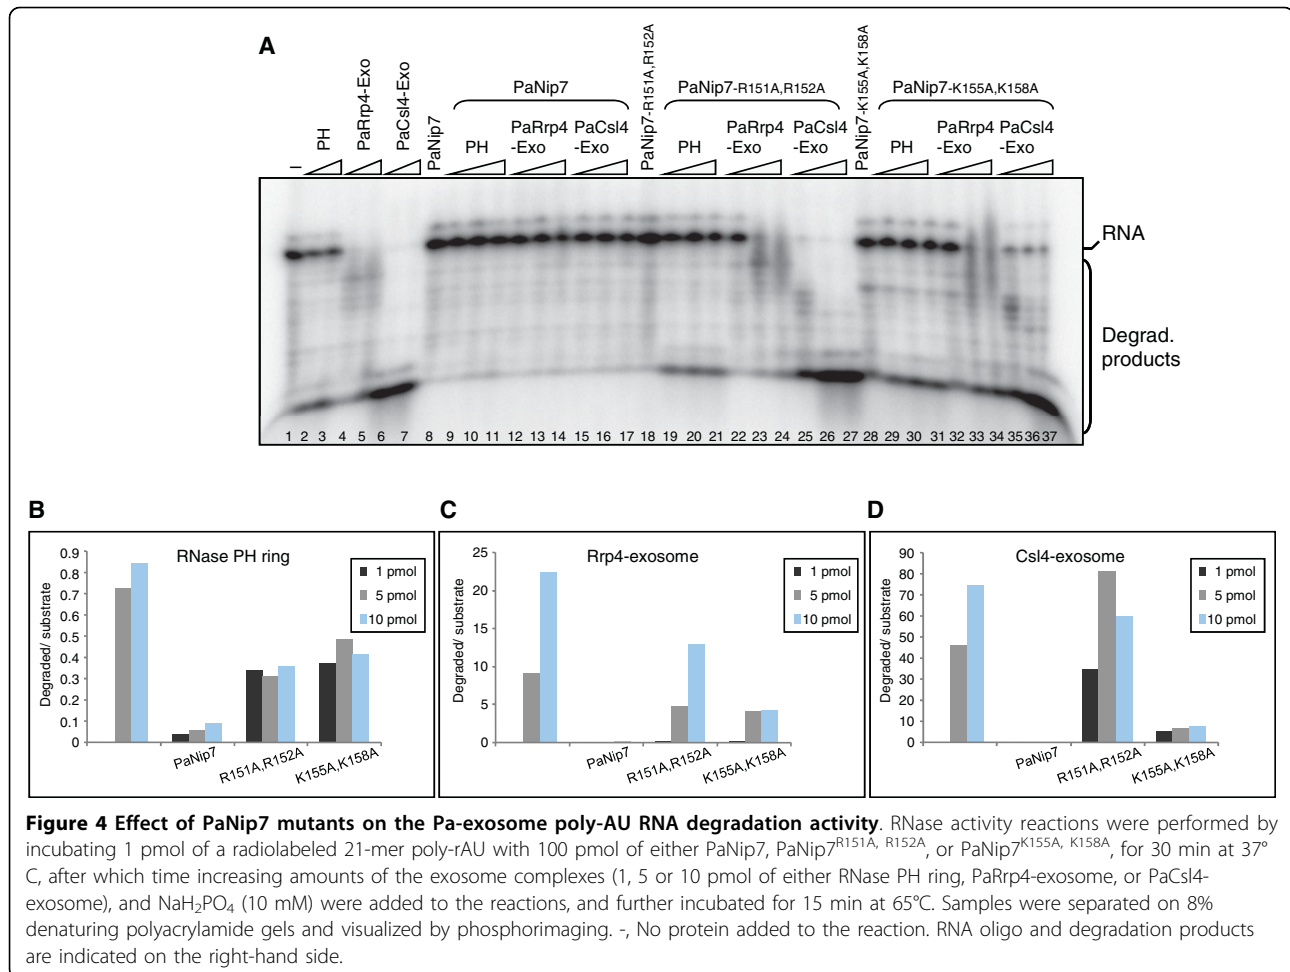 A
–
PH
PaRrp4-Exo
PaCsl4-Exo
PaNip7
PaNip7
PH
PaRrp4
-Exo
PaCsl4
-Exo
PaNip7-R151A,R152A
PaNip7-R151A,R152A
PH
PaRrp4
-Exo
PaCsl4
-Exo
PaNip7-K155A,K158A
PaNip7-K155A,K158A
PH
PaRrp4
-Exo
PaCsl4
-Exo
RNA
Degrad.
products
1 2 3 4 5 6 7 8 9 10 11 12 13 14 15 16 17 18 19 20 21 22 23 24 25 26 27 28 29 30 31 32 33 34 35 36 37
B
RNase PH ring
Degraded/ substrate
0.9
0.8
0.7
0.6
0.5
0.4
0.3
0.2
0.1
0
1 pmol
5 pmol
10 pmol
PaNip7
R151A,R152A
K155A,K158A
C
Rrp4-exosome
Degraded/ substrate
25
20
15
10
5
0
1 pmol
5 pmol
10 pmol
PaNip7
R151A,R152A
K155A,K158A
D
Csl4-exosome
Degraded/ substrate
90
80
70
60
50
40
30
20
10
0
1 pmol
5 pmol
10 pmol
PaNip7
R151A,R152A
K155A,K158A
Figure 4 Effect of PaNip7 mutants on the Pa-exosome poly-AU RNA degradation activity. RNase activity reactions were performed by
incubating 1 pmol of a radiolabeled 21-mer poly-rAU with 100 pmol of either PaNip7, PaNip7R151A, R152A, or PaNip7K155A, K158A, for 30 min at 37°
C, after which time increasing amounts of the exosome complexes (1, 5 or 10 pmol of either RNase PH ring, PaRrp4-exosome, or PaCsl4-
exosome), and NaH2PO4 (10 mM) were added to the reactions, and further incubated for 15 min at 65°C. Samples were separated on 8%
denaturing polyacrylamide gels and visualized by phosphorimaging. -, No protein added to the reaction. RNA oligo and degradation products
are indicated on the right-hand side.